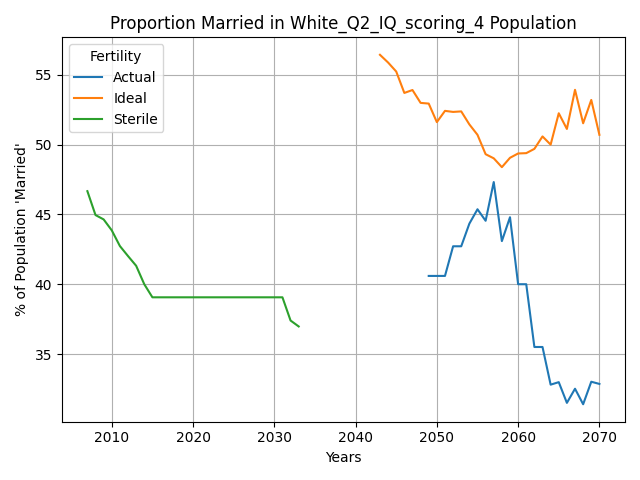 Proportion Married in White_Q2_IQ_scoring_4 Population
Fertility
Actual
Ideal
Sterile
% of Population 'Married'
55
50
45
40
35
2010 2020 2030 2040 2050 2060 2070
Years